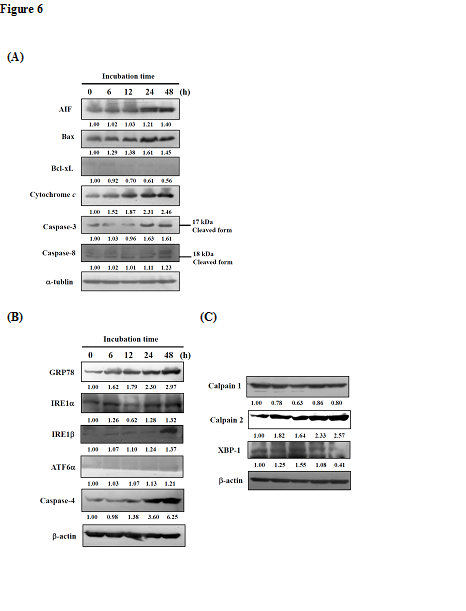 Figure 6
(A)
Incubation time
0 6 12 24 48 (h)
AIF
1.00 1.02 1.03 1.21 1.40
Bax
1.00 1.29 1.38 1.61 1.45
Bcl-xL
1.00 0.92 0.70 0.61 0.56
Cytochrome c
1.00 1.52 1.87 2.31 2.46
Caspase-3
17 kDa
Cleaved form
1.00 1.03 0.96 1.63 1.61
Caspase-8
18 kDa
Cleaved form
1.00 1.02 1.01 1.11 1.23
α-tublin
(B)
Incubation time
0 6 12 24 48 (h)
GRP78
1.00 1.62 1.79 2.30 2.97
IRE1α
1.00 1.26 0.62 1.28 1.32
IRE1β
1.00 1.07 1.10 1.24 1.37
ATF6α
1.00 1.03 1.07 1.13 1.21
Caspase-4
1.00 0.98 1.38 3.60 6.25
β-actin
(C)
Calpain 1
1.00 0.78 0.63 0.86 0.80
Calpain 2
1.00 1.82 1.64 2.33 2.57
XBP-1
1.00 1.25 1.55 1.08 0.41
β-actin